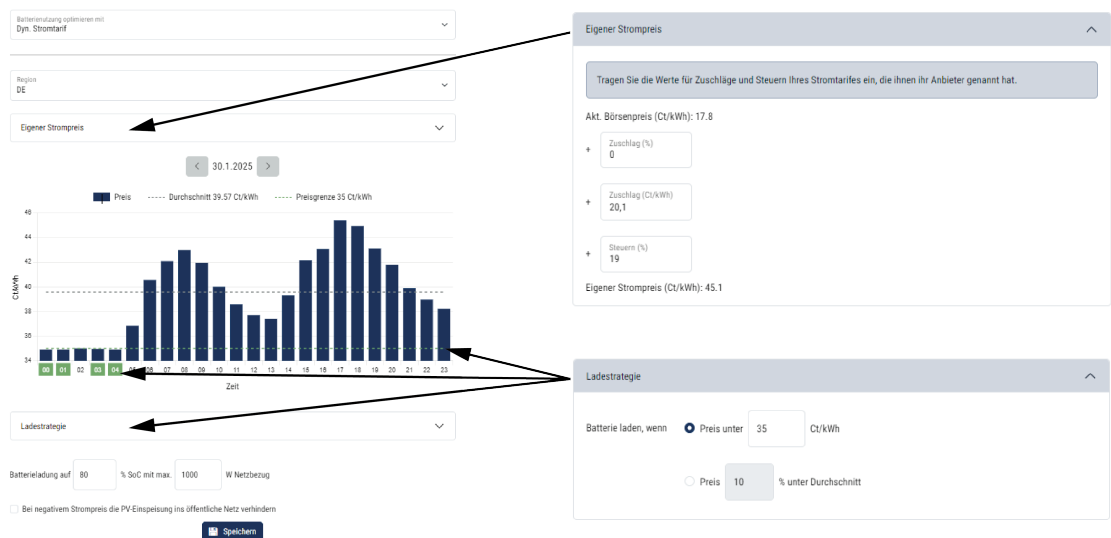 Batterienutzung optimieren mit
Dyn. Stromtarif
Region
DE
Eigener Strompreis
30.1.2025
Preis
Durchschnitt 39.57 Ct/kWh
Preisgrenze 35 Ct/kWh
Ct/kWh
46
44
42
40
38
36
34
00 01 02 03 04 05 06 07 08 09 10 11 12 13 14 15 16 17 18 19 20 21 22 23
Zeit
Ladestrategie
Batterieladung auf 80 % SoC mit max. 1000 W Netzbezug
Bei negativem Strompreis die PV-Einspeisung ins öffentliche Netz verhindern
Speichern
Eigener Strompreis
Tragen Sie die Werte für Zuschläge und Steuern Ihres Stromtarifes ein, die ihnen ihr Anbieter genannt hat.
Akt. Börsenpreis (Ct/kWh): 17.8
Zuschlag (%)
+ 0
Zuschlag (Ct/kWh)
+ 20,1
Steuern (%)
+ 19
Eigener Strompreis (Ct/kWh): 45.1
Ladestrategie
Batterie laden, wenn Preis unter 35 Ct/kWh
Preis 10 % unter Durchschnitt